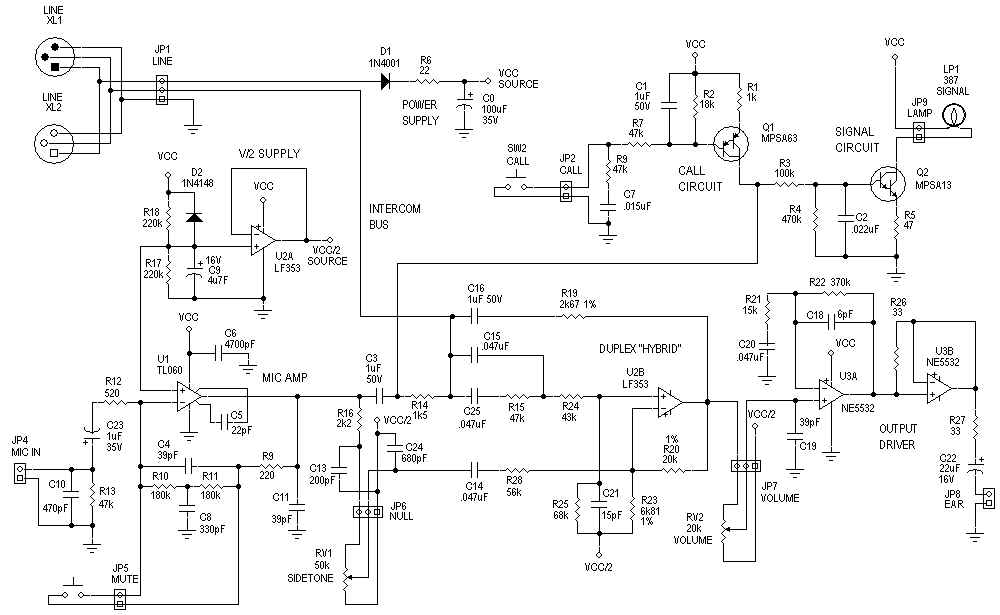 LINE
XL1
LINE
XL2
JP1
LINE
D1
1N4001
R6
22
VCC
SOURCE
POWER
SUPPLY
C0
100uF
35V
+
VCC
C1
1uF
50V
R2
18k
R1
1k
Q1
MPSA63
R7
47k
R9
47k
C7
.015uF
SW2
CALL
JP2
CALL
CALL
CIRCUIT
VCC
LP1
387
SIGNAL
JP9
LAMP
SIGNAL
CIRCUIT
R3
100k
Q2
MPSA13
R4
470k
C2
.022uF
R5
47
VCC
D2
1N4148
V/2 SUPPLY
VCC
R18
220k
R17
220k
16V
+
C9
4u7F
U2A
LF353
VCC/2
SOURCE
INTERCOM
BUS
VCC
C6
4700pF
U1
TL060
MIC AMP
R12
520
C5
22pF
C23
1uF
35V
+
C4
39pF
R9
220
R10
180k
R11
180k
C8
330pF
C11
39pF
JP4
MIC IN
C10
470pF
R13
47k
JP5
MUTE
C3
1uF
50V
R16
2k2
VCC/2
C24
680pF
C13
200pF
JP6
NULL
RV1
50k
SIDETONE
R14
1k5
C16
1uF 50V
R19
2k67 1%
C15
.047uF
C25
.047uF
R15
47k
R24
43k
DUPLEX "HYBRID"
U2B
LF353
C14
.047uF
R28
56k
1%
R20
20k
R25
68k
C21
15pF
R23
6k81
1%
VCC/2
VCC/2
JP7
VOLUME
RV2
20k
VOLUME
R21
15k
C20
.047uF
R22 370k
C18
6pF
VCC
U3A
NE5532
39pF
C19
OUTPUT
DRIVER
R26
33
U3B
NE5532
R27
33
C22
22uF
16V
+
JP8
EAR